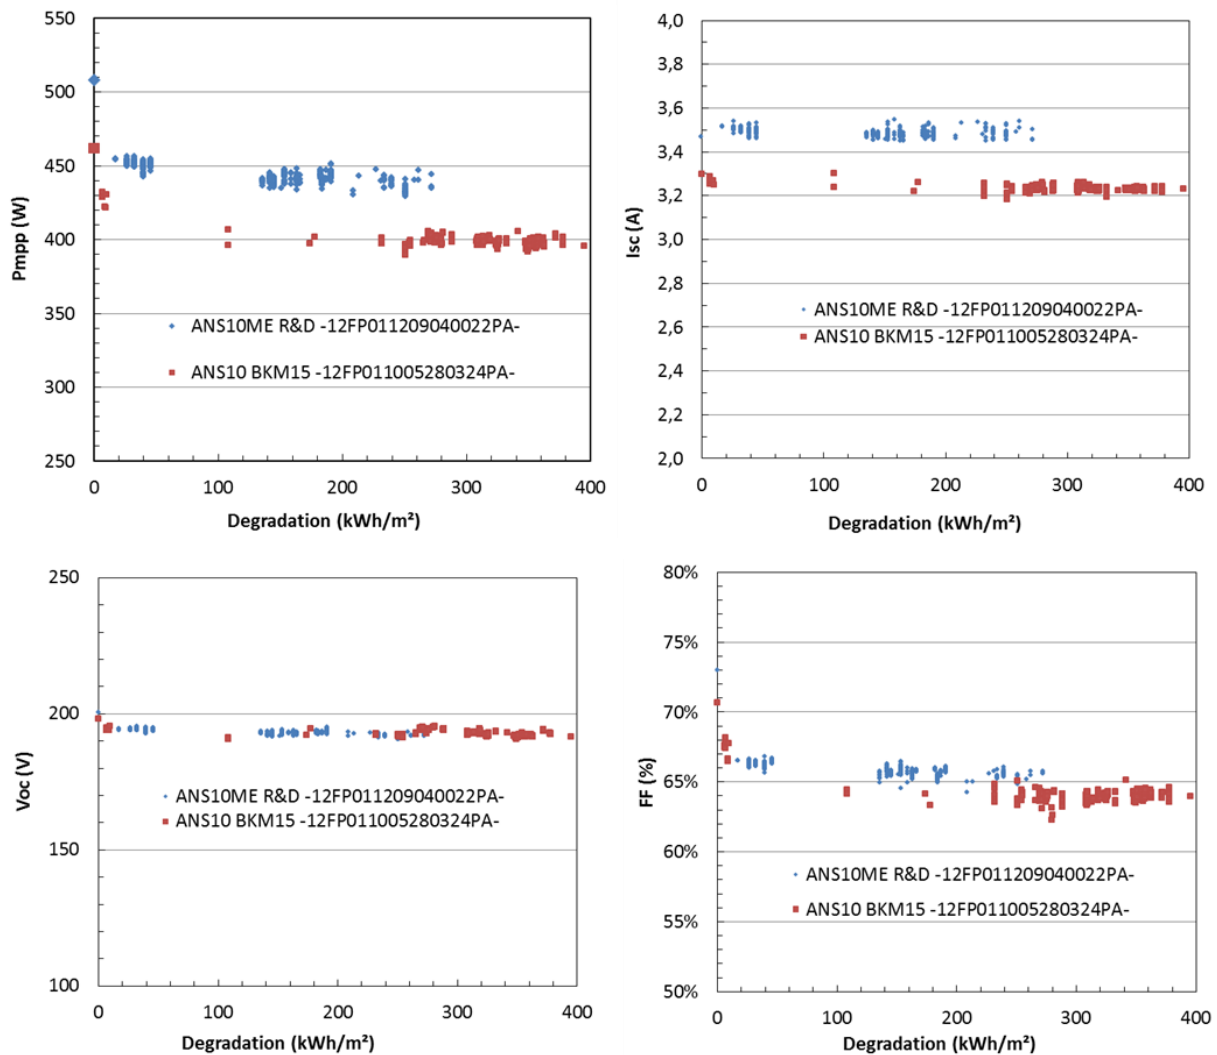 550
500
450
400
350
300
250
Pmpp (W)
ANS10ME R&D -12FP011209040022PA-
ANS10 BKM15 -12FP011005280324PA-
0 100 200 300 400
Degradation (kWh/m²)
4,0
3,8
3,6
3,4
3,2
3,0
2,8
2,6
2,4
2,2
2,0
Isc (A)
ANS10ME R&D -12FP011209040022PA-
ANS10 BKM15 -12FP011005280324PA-
0 100 200 300 400
Degradation (kWh/m²)
250
200
150
100
Voc (V)
ANS10ME R&D -12FP011209040022PA-
ANS10 BKM15 -12FP011005280324PA-
0 100 200 300 400
Degradation (kWh/m²)
80%
75%
70%
65%
60%
55%
50%
FF (%)
ANS10ME R&D -12FP011209040022PA-
ANS10 BKM15 -12FP011005280324PA-
0 100 200 300 400
Degradation (kWh/m²)